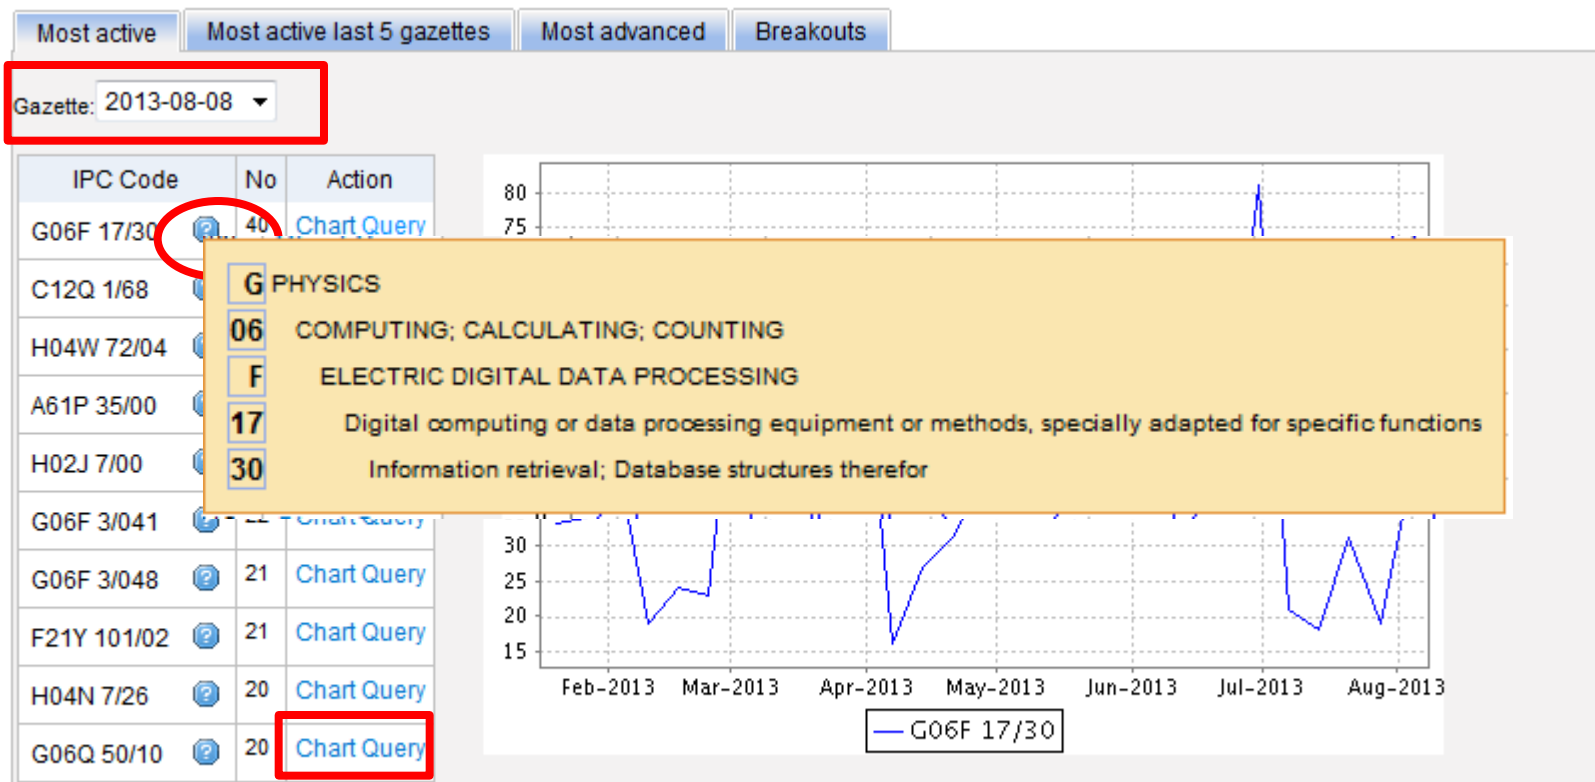 Most active Most active last 5 gazettes Most advanced Breakouts
Gazette: 2013-08-08
IPC Code No Action
G06F 17/30 40 Chart Query
C12Q 1/68
H04W 72/04
A61P 35/00
H02J 7/00
G06F 3/041 22 Chart Query
G06F 3/048 21 Chart Query
F21Y 101/02 21 Chart Query
H04N 7/26 20 Chart Query
G06Q 50/10 20 Chart Query
G PHYSICS
06 COMPUTING; CALCULATING; COUNTING
F ELECTRIC DIGITAL DATA PROCESSING
17 Digital computing or data processing equipment or methods, specially adapted for specific functions
30 Information retrieval; Database structures therefor
80
75
30
25
20
15
Feb-2013 Mar-2013 Apr-2013 May-2013 Jun-2013 Jul-2013 Aug-2013
G06F 17/30